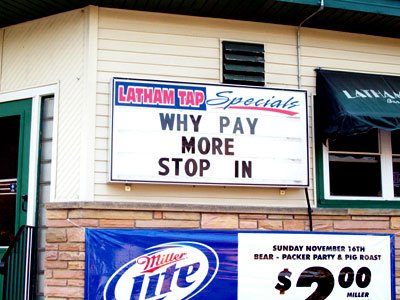 LATHAM TAP Specials
WHY PAY
MORE
STOP IN
LATHAM
Miller
lite
SUNDAY NOVEMBER 16TH
BEAR - PACKER PARTY & PIG ROAST
$2.00
MILLER